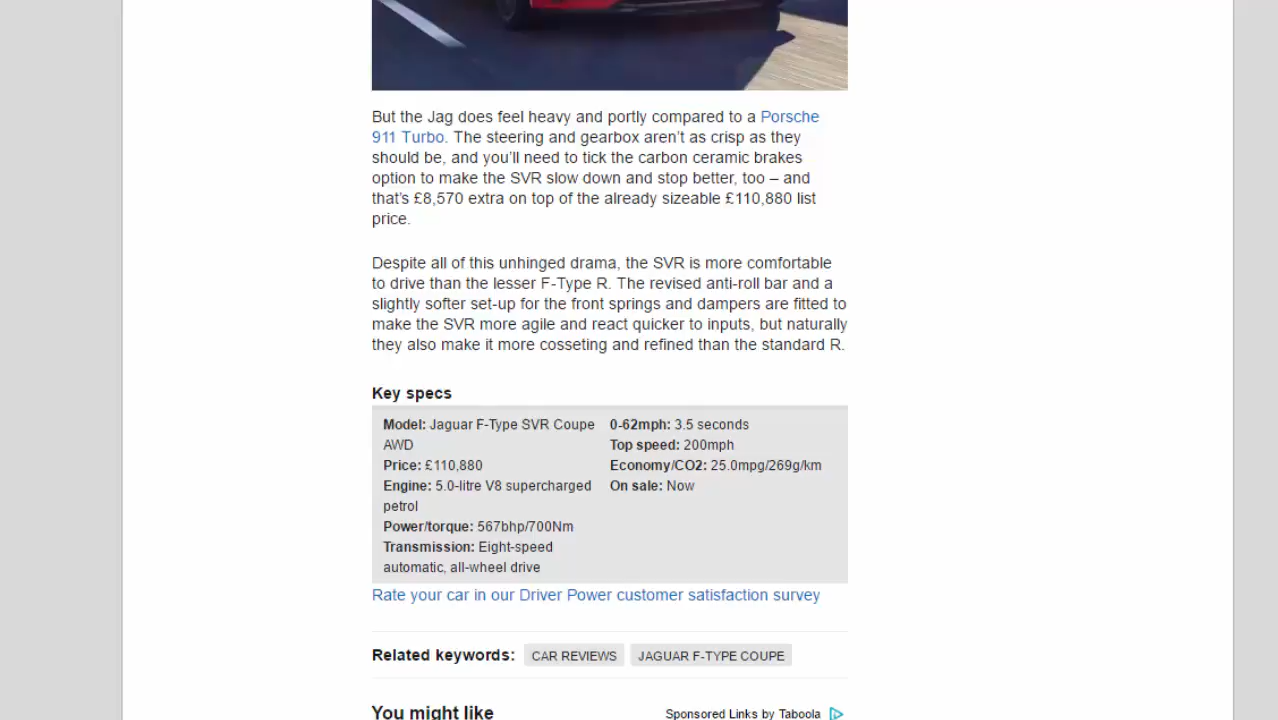 But the Jag does feel heavy and portly compared to a Porsche
911 Turbo. The steering and gearbox aren’t as crisp as they
should be, and you’ll need to tick the carbon ceramic brakes
option to make the SVR slow down and stop better, too – and
that’s £8,570 extra on top of the already sizeable £110,880 list
price.
Despite all of this unhinged drama, the SVR is more comfortable
to drive than the lesser F-Type R. The revised anti-roll bar and a
slightly softer set-up for the front springs and dampers are fitted to
make the SVR more agile and react quicker to inputs, but naturally
they also make it more cosseting and refined than the standard R.
Key specs
Model: Jaguar F-Type SVR Coupe
AWD
Price: £110,880
Engine: 5.0-litre V8 supercharged
petrol
Power/torque: 567bhp/700Nm
Transmission: Eight-speed
automatic, all-wheel drive
0-62mph: 3.5 seconds
Top speed: 200mph
Economy/CO2: 25.0mpg/269g/km
On sale: Now
Rate your car in our Driver Power customer satisfaction survey
Related keywords: CAR REVIEWS JAGUAR F-TYPE COUPE
You might like Sponsored Links by Taboola